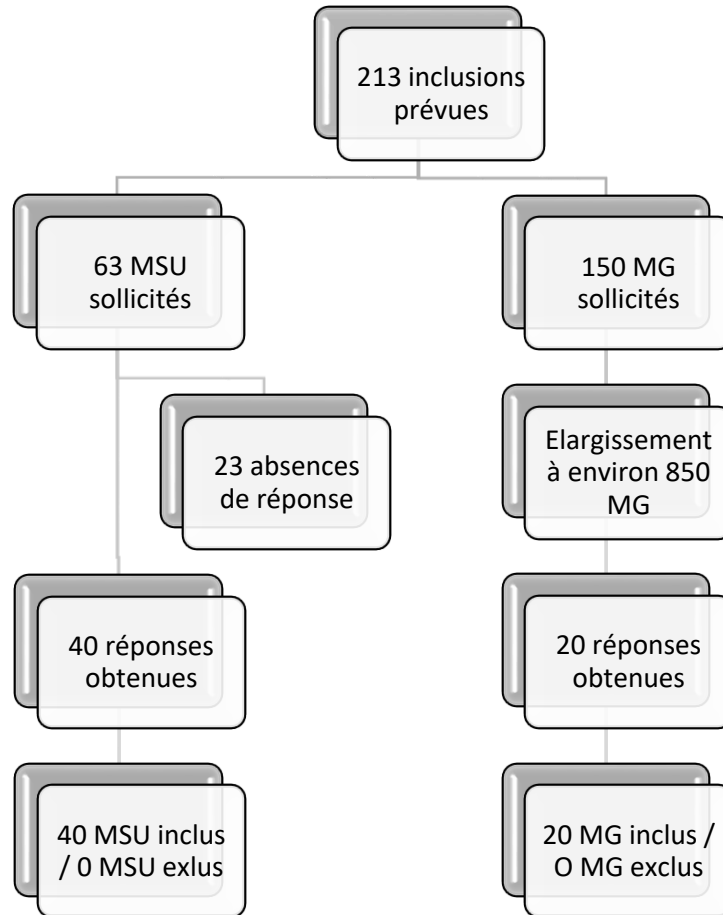 213 inclusions
prévues
63 MSU
sollicités
150 MG
sollicités
23 absences
de réponse
Elargissement
à environ 850
MG
40 réponses
obtenues
20 réponses
obtenues
40 MSU inclus
/ 0 MSU exlus
20 MG inclus /
O MG exclus